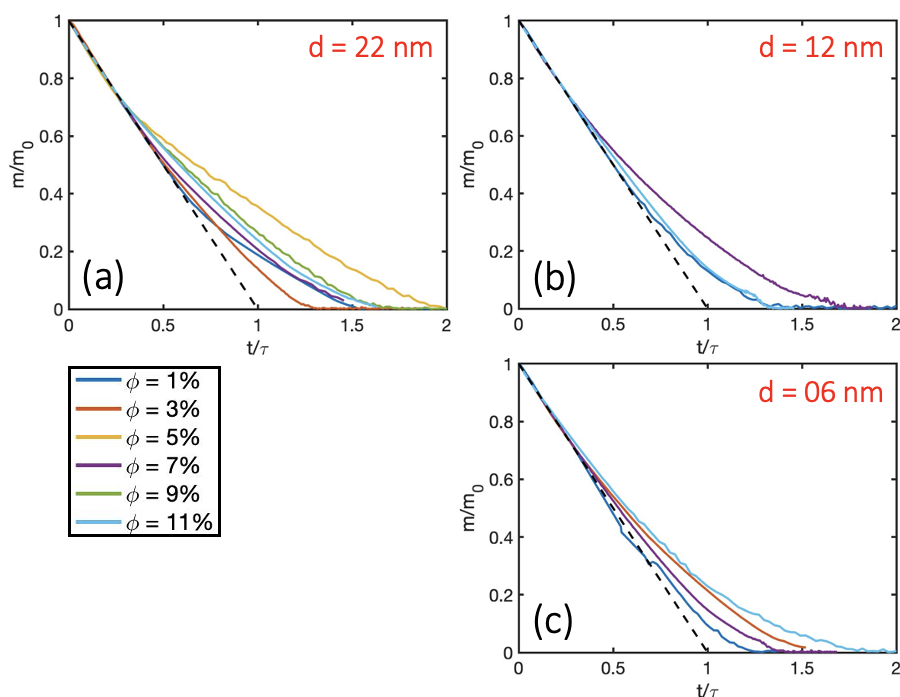 d = 22 nm
1
0.8
0.6
0.4
0.2
0
m/m0
(a)
0 0.5 1 1.5 2
t/τ
d = 12 nm
1
0.8
0.6
0.4
0.2
0
m/m0
(b)
0 0.5 1 1.5 2
t/τ
ϕ = 1%
ϕ = 3%
ϕ = 5%
ϕ = 7%
ϕ = 9%
ϕ = 11%
d = 06 nm
1
0.8
0.6
0.4
0.2
0
m/m0
(c)
0 0.5 1 1.5 2
t/τ